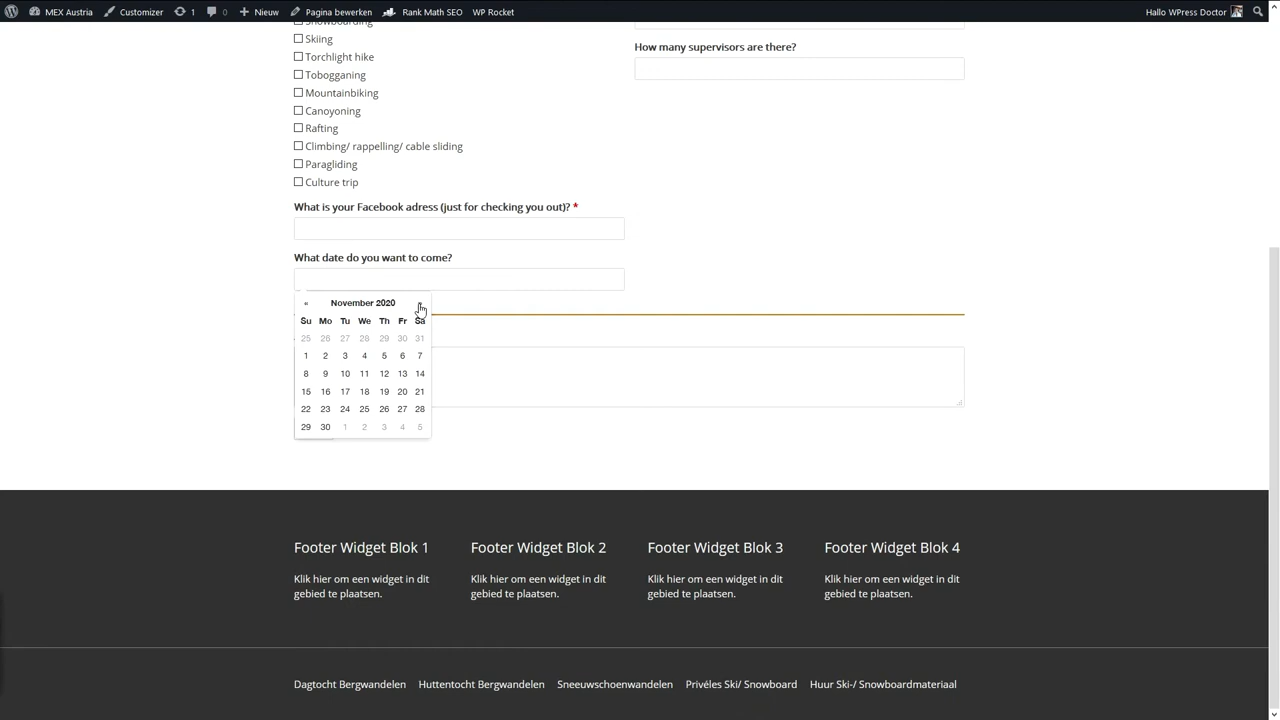 MEX Austria Customizer 1 0 Nieuw Pagina bewerken Rank Math SEO WP Rocket Hallo WPress Doctor
Snowboarding
Skiing
Torchlight hike
Tobogganing
Mountainbiking
Canoyoning
Rafting
Climbing/ rappelling/ cable sliding
Paragliding
Culture trip
How many supervisors are there?
What is your Facebook adress (just for checking you out)? *
What date do you want to come?
« November 2020
Su Mo Tu We Th Fr Sa
25 26 27 28 29 30 31
1 2 3 4 5 6 7
8 9 10 11 12 13 14
15 16 17 18 19 20 21
22 23 24 25 26 27 28
29 30 1 2 3 4 5
Footer Widget Blok 1
Klik hier om een widget in dit
gebied te plaatsen.
Footer Widget Blok 2
Klik hier om een widget in dit
gebied te plaatsen.
Footer Widget Blok 3
Klik hier om een widget in dit
gebied te plaatsen.
Footer Widget Blok 4
Klik hier om een widget in dit
gebied te plaatsen.
Dagtocht Bergwandelen Huttentocht Bergwandelen Sneeuwschoenwandelen Privéles Ski/ Snowboard Huur Ski-/ Snowboardmateriaal